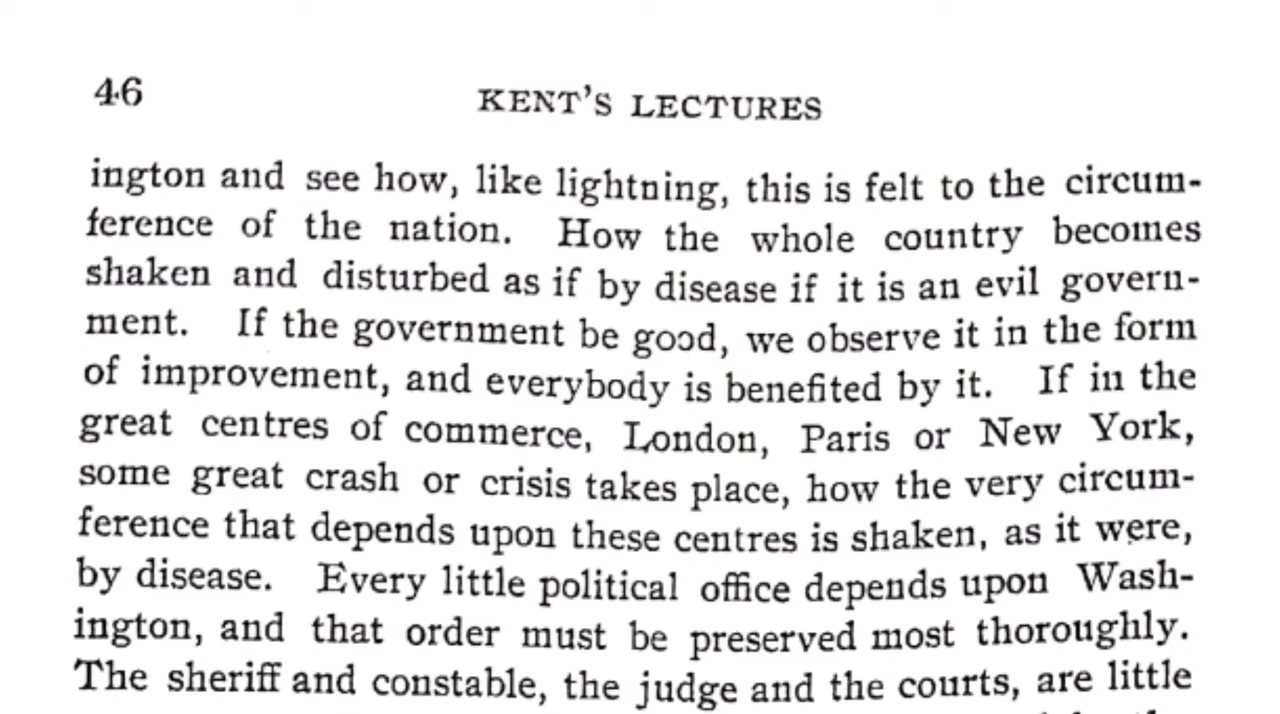 46
KENT'S LECTURES
ington and see how, like lightning, this is felt to the circum-
ference of the nation. How the whole country becomes
shaken and disturbed as if by disease if it is an evil govern-
ment. If the government be good, we observe it in the form
of improvement, and everybody is benefited by it. If in the
great centres of commerce, London, Paris or New York,
some great crash or crisis takes place, how the very circum-
ference that depends upon these centres is shaken, as it were,
by disease. Every little political office depends upon Wash-
ington, and that order must be preserved most thoroughly.
The sheriff and constable, the judge and the courts, are little